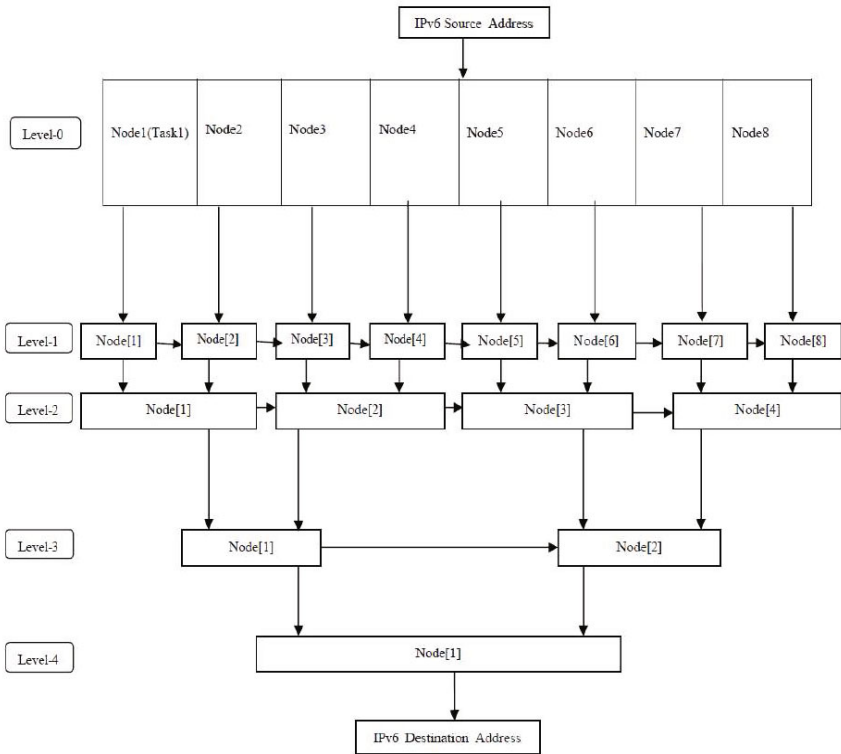 IPv6 Source Address
Level-0
Node1(Task1)
Node2
Node3
Node4
Node5
Node6
Node7
Node8
Level-1
Node[1]
Node[2]
Node[3]
Node[4]
Node[5]
Node[6]
Node[7]
Node[8]
Level-2
Node[1]
Node[2]
Node[3]
Node[4]
Level-3
Node[1]
Node[2]
Level-4
Node[1]
IPv6 Destination Address